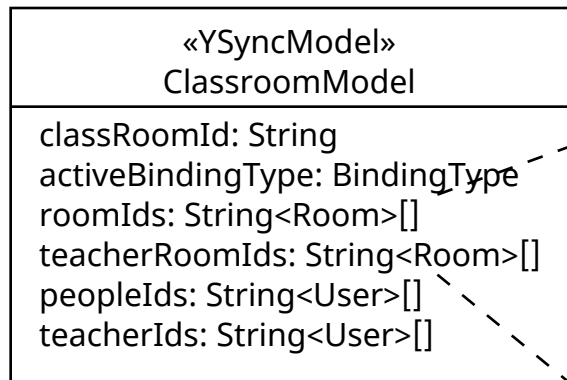 «YSyncModel»
ClassroomModel
classRoomId: String
activeBindingType: BindingType
roomIds: String<Room>[]
teacherRoomIds: String<Room>[]
peopleIds: String<User>[]
teacherIds: String<User>[]